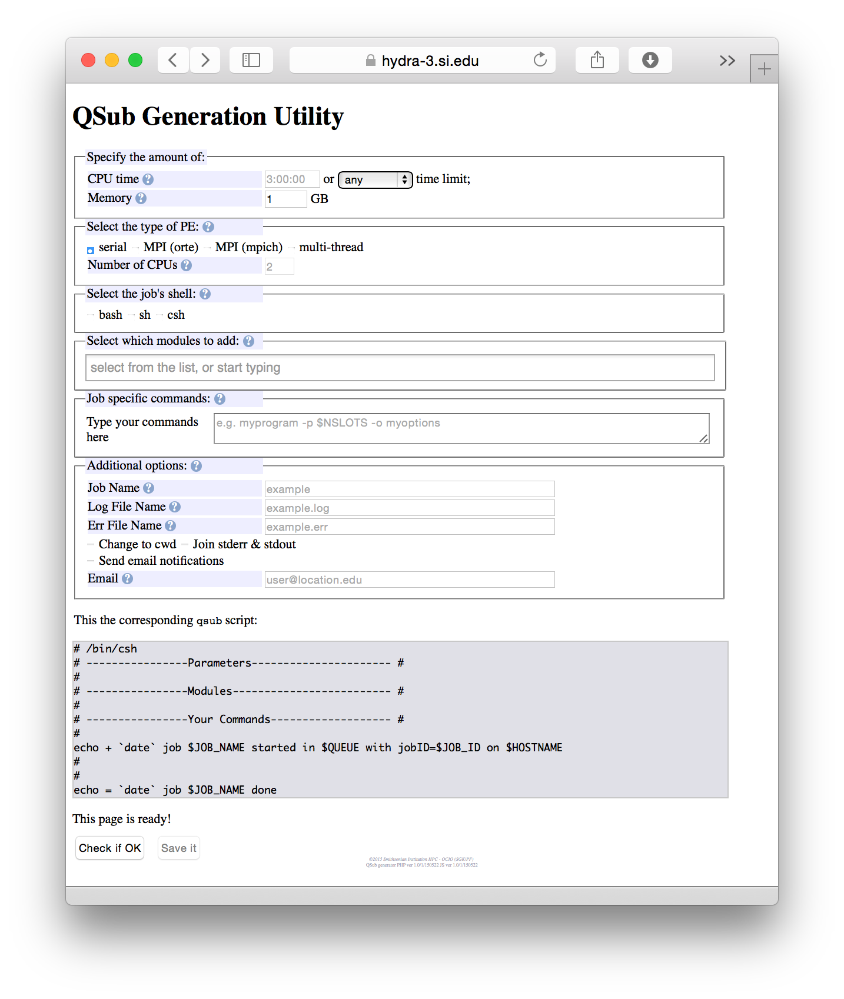 hydra-3.si.edu
QSub Generation Utility
Specify the amount of:
CPU time ? 3:00:00 or any time limit;
Memory ? 1 GB
Select the type of PE: ?
serial MPI (orte) MPI (mpich) multi-thread
Number of CPUs ? 2
Select the job's shell: ?
bash sh csh
Select which modules to add: ?
select from the list, or start typing
Job specific commands: ?
Type your commands
here
e.g. myprogram -p $NSLOTS -o myoptions
Additional options: ?
Job Name ? example
Log File Name ? example.log
Err File Name ? example.err
Change to cwd Join stderr & stdout
Send email notifications
Email ? user@location.edu
This the corresponding qsub script:
# /bin/csh
# ----------------Parameters---------------------- #
#
# ----------------Modules------------------------- #
#
# ----------------Your Commands------------------- #
#
echo + `date` job $JOB_NAME started in $QUEUE with jobID=$JOB_ID on $HOSTNAME
#
#
echo = `date` job $JOB_NAME done
This page is ready!
Check if OK Save it
©2015 Smithsonian Institution HPC - OCIO (SGK/PF)
QSub generator PHP ver 1.0/1/150522 JS ver 1.0/1/150522